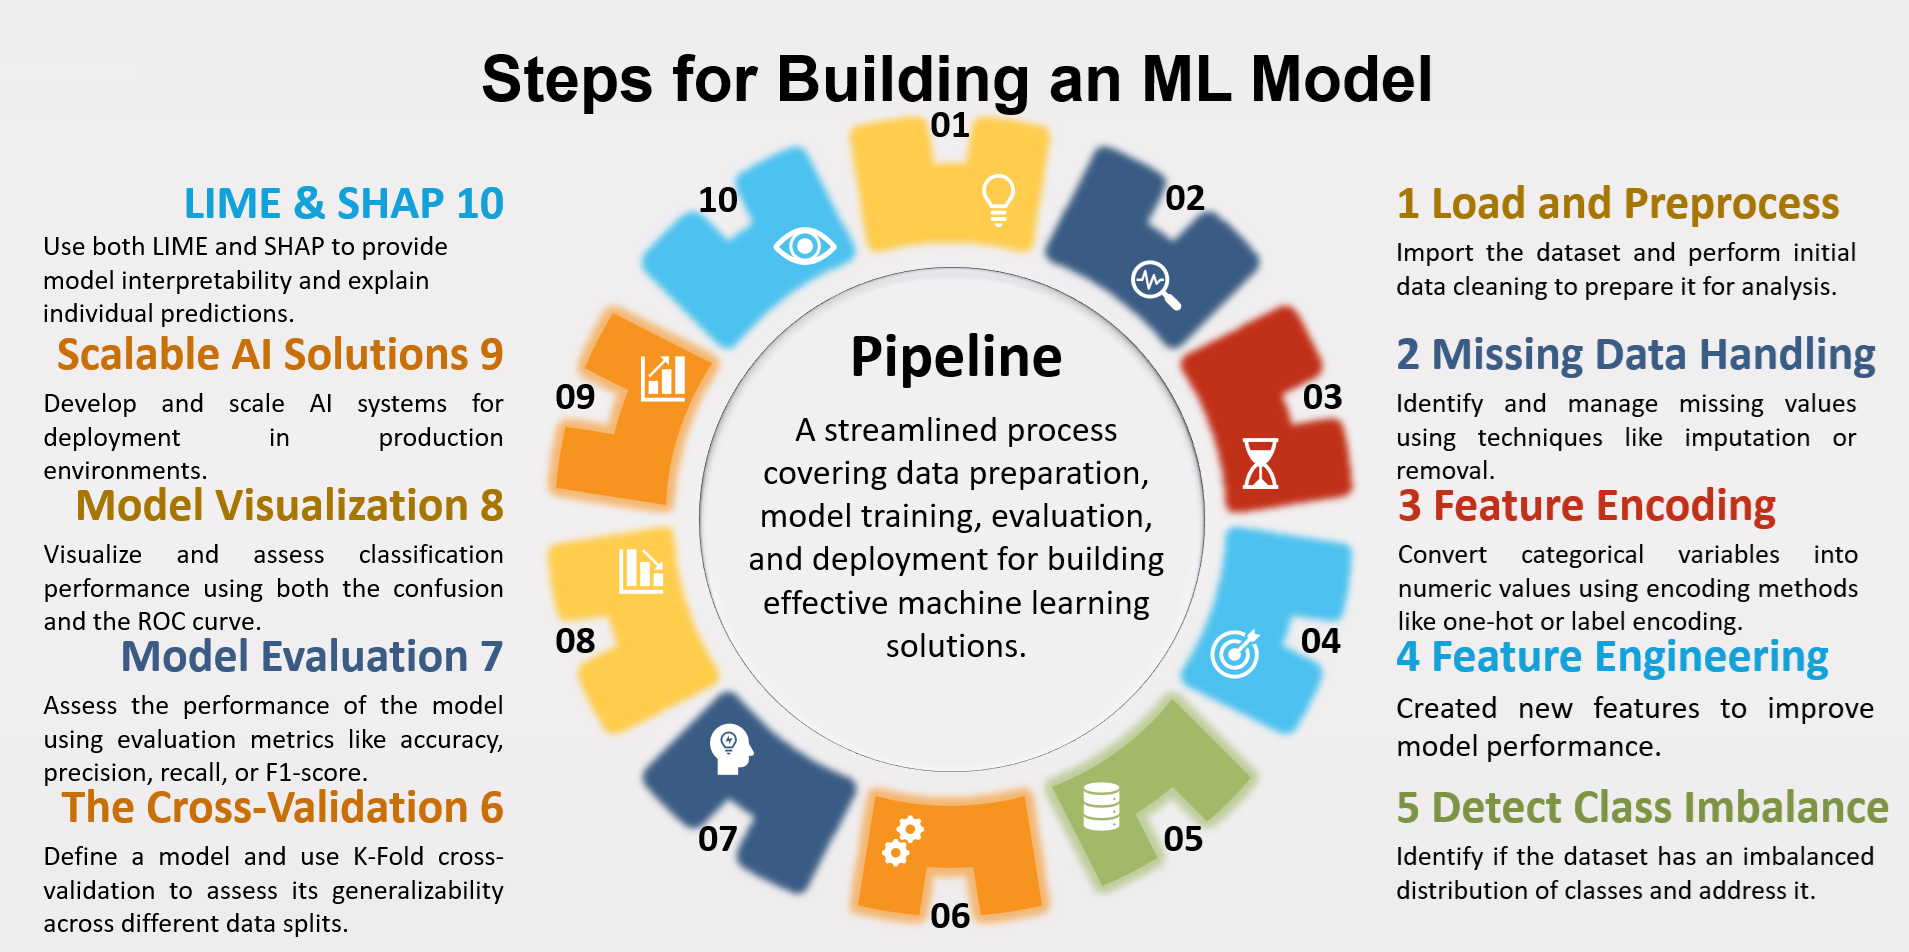 Steps for Building an ML Model
01
02
03
04
05
06
07
08
09
10
Pipeline
A streamlined process
covering data preparation,
model training, evaluation,
and deployment for building
effective machine learning
solutions.
1 Load and Preprocess
Import the dataset and perform initial
data cleaning to prepare it for analysis.
2 Missing Data Handling
Identify and manage missing values
using techniques like imputation or
removal.
3 Feature Encoding
Convert categorical variables into
numeric values using encoding methods
like one-hot or label encoding.
4 Feature Engineering
Created new features to improve
model performance.
5 Detect Class Imbalance
Identify if the dataset has an imbalanced
distribution of classes and address it.
The Cross-Validation 6
Define a model and use K-Fold cross-
validation to assess its generalizability
across different data splits.
Model Evaluation 7
Assess the performance of the model
using evaluation metrics like accuracy,
precision, recall, or F1-score.
Model Visualization 8
Visualize and assess classification
performance using both the confusion
and the ROC curve.
Scalable AI Solutions 9
Develop and scale AI systems for
deployment in production
environments.
LIME & SHAP 10
Use both LIME and SHAP to provide
model interpretability and explain
individual predictions.